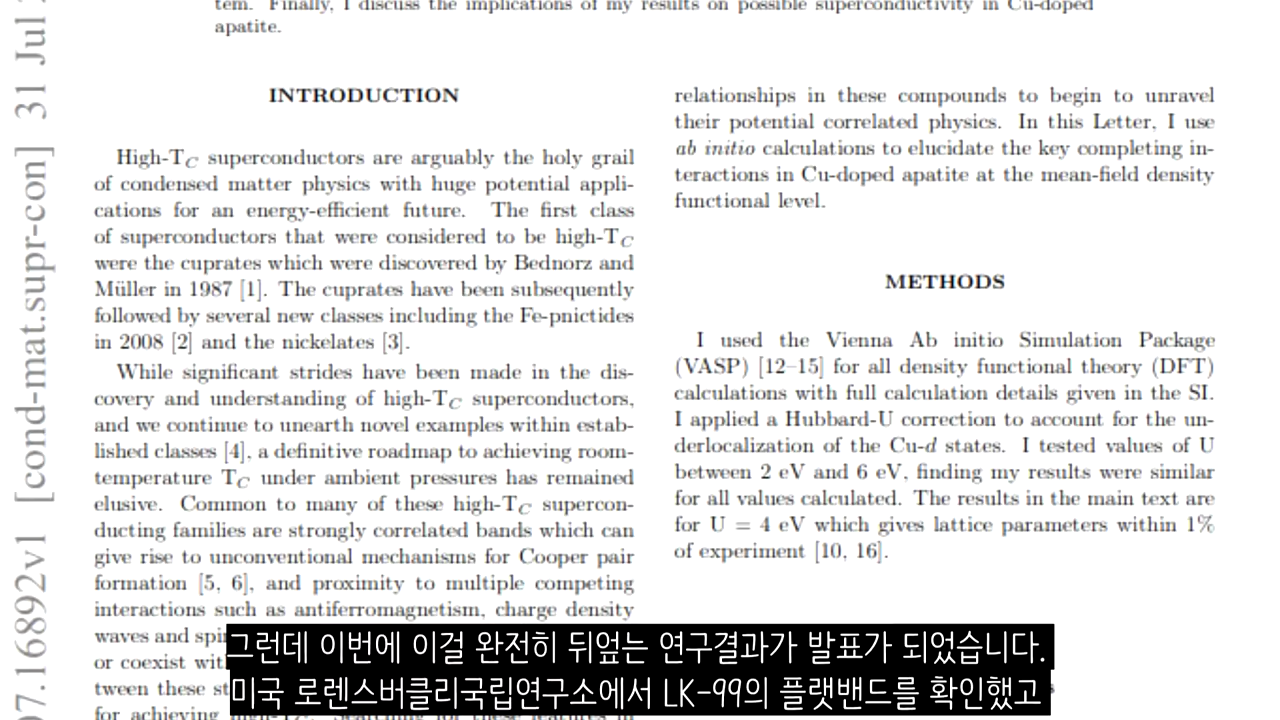 tem. Finally, I discuss the implications of my results on possible superconductivity in Cu-doped
apatite.
07.16892v1 [cond-mat.supr-con] 31 Jul
INTRODUCTION
High-TC superconductors are arguably the holy grail
of condensed matter physics with huge potential appli-
cations for an energy-efficient future. The first class
of superconductors that were considered to be high-TC
were the cuprates which were discovered by Bednorz and
Müller in 1987 [1]. The cuprates have been subsequently
followed by several new classes including the Fe-pnictides
in 2008 [2] and the nickelates [3].
While significant strides have been made in the dis-
covery and understanding of high-TC superconductors,
and we continue to unearth novel examples within estab-
lished classes [4], a definitive roadmap to achieving room-
temperature TC under ambient pressures has remained
elusive. Common to many of these high-TC supercon-
ducting families are strongly correlated bands which can
give rise to unconventional mechanisms for Cooper pair
formation [5, 6], and proximity to multiple competing
interactions such as antiferromagnetism, charge density
waves and
or coexist
tween these
for achieving
relationships in these compounds to begin to unravel
their potential correlated physics. In this Letter, I use
ab initio calculations to elucidate the key completing in-
teractions in Cu-doped apatite at the mean-field density
functional level.
METHODS
I used the Vienna Ab initio Simulation Package
(VASP) [12–15] for all density functional theory (DFT)
calculations with full calculation details given in the SI.
I applied a Hubbard-U correction to account for the un-
derlocalization of the Cu-d states. I tested values of U
between 2 eV and 6 eV, finding my results were similar
for all values calculated. The results in the main text are
for U = 4 eV which gives lattice parameters within 1%
of experiment [10, 16].
그런데 이번에 이걸 완전히 뒤엎는 연구결과가 발표가 되었습니다.
미국 로렌스버클리국립연구소에서 LK-99의 플랫밴드를 확인했고